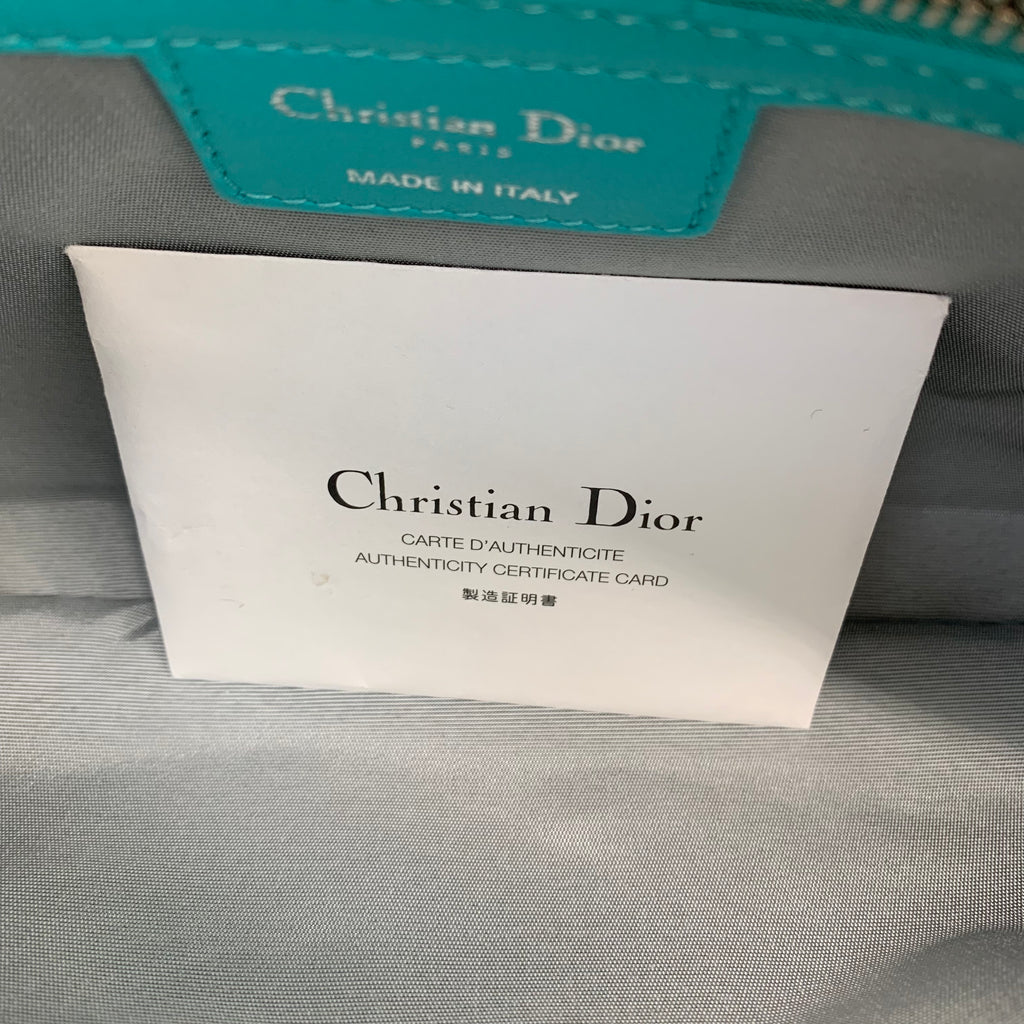 Christian Dior
PARIS
MADE IN ITALY
Christian Dior
CARTE D'AUTHENTICITE
AUTHENTICITY CERTIFICATE CARD
製造証明書